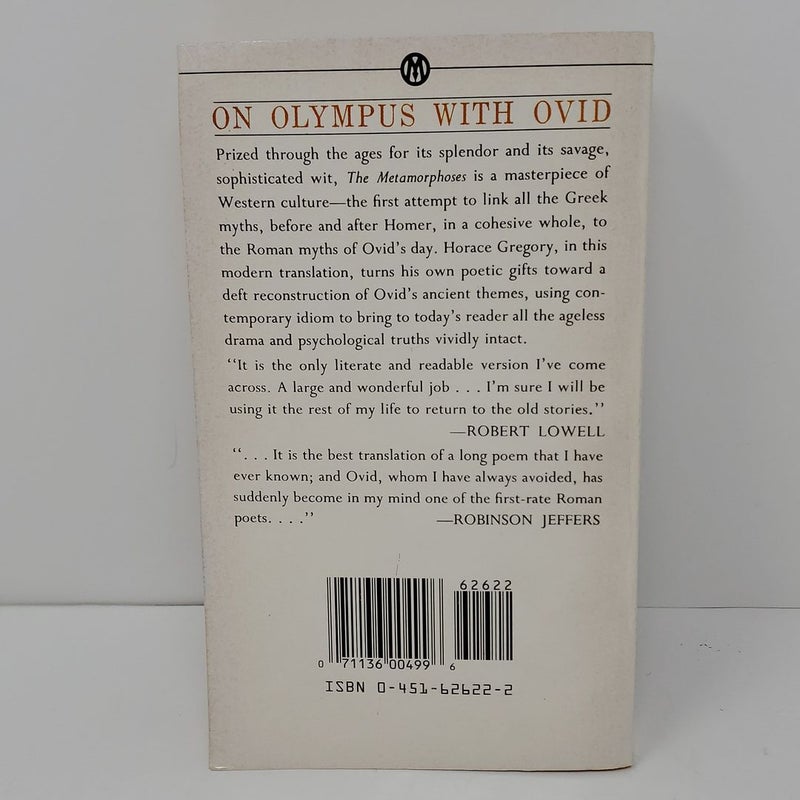 M
ON OLYMPUS WITH OVID
Prized through the ages for its splendor and its savage,
sophisticated wit, The Metamorphoses is a masterpiece of
Western culture—the first attempt to link all the Greek
myths, before and after Homer, in a cohesive whole, to
the Roman myths of Ovid's day. Horace Gregory, in this
modern translation, turns his own poetic gifts toward a
deft reconstruction of Ovid's ancient themes, using con-
temporary idiom to bring to today's reader all the ageless
drama and psychological truths vividly intact.
‘‘It is the only literate and readable version I've come
across. A large and wonderful job . . . I'm sure I will be
using it the rest of my life to return to the old stories.’’
—ROBERT LOWELL
‘‘. . . It is the best translation of a long poem that I have
ever known; and Ovid, whom I have always avoided, has
suddenly become in my mind one of the first-rate Roman
poets. . . .’’ —ROBINSON JEFFERS
62622
0 71136 00499 6
ISBN 0-451-62622-2